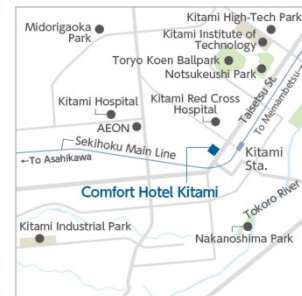 Kitami High-Tech Park
Midorigaoka
Park
Kitami Institute of
Technology
Toryo Koen Ballpark
Notsukeushi Park
Taisetsu St.
To Memambetsu→
Kitami Hospital
Kitami Red Cross
Hospital
AEON
Sekihoku Main Line
←To Asahikawa
Kitami
Sta.
Comfort Hotel Kitami
Tokoro River
Kitami Industrial Park
Nakanoshima Park